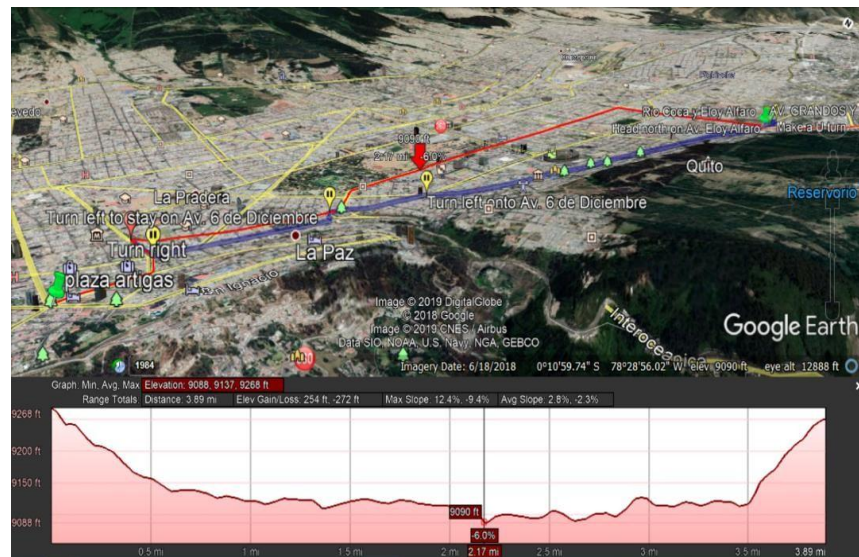 N
evedo
Rio Coca y Eloy Alfaro
AV. GRANDOS Y
Head north on Av. Eloy Alfaro
Make a U-turn
9090 ft
2.17 mi -6.0%
Quito
La Pradera
Turn left onto Av. 6 de Diciembre
Reservorio
Turn left to stay on Av. 6 de Diciembre
Turn right
La Paz
plaza artigas
Interoceanica
Google Earth
Image © 2019 DigitalGlobe
© 2018 Google
Image © 2019 CNES / Airbus
Data SIO, NOAA, U.S. Navy, NGA, GEBCO
1984
Imagery Date: 6/18/2018 0°10'59.74" S 78°28'56.02" W elev 9090 ft eye alt 12888 ft
Graph: Min, Avg, Max Elevation: 9088, 9137, 9268 ft
Range Totals: Distance: 3.89 mi Elev Gain/Loss: 254 ft, -272 ft Max Slope: 12.4%, -9.4% Avg Slope: 2.8%, -2.3%
9268 ft
9200 ft
9150 ft
9088 ft
9090 ft
-6.0%
0.5 mi 1 mi 1.5 mi 2 mi 2.17 mi 2.5 mi 3 mi 3.5 mi 3.89 mi